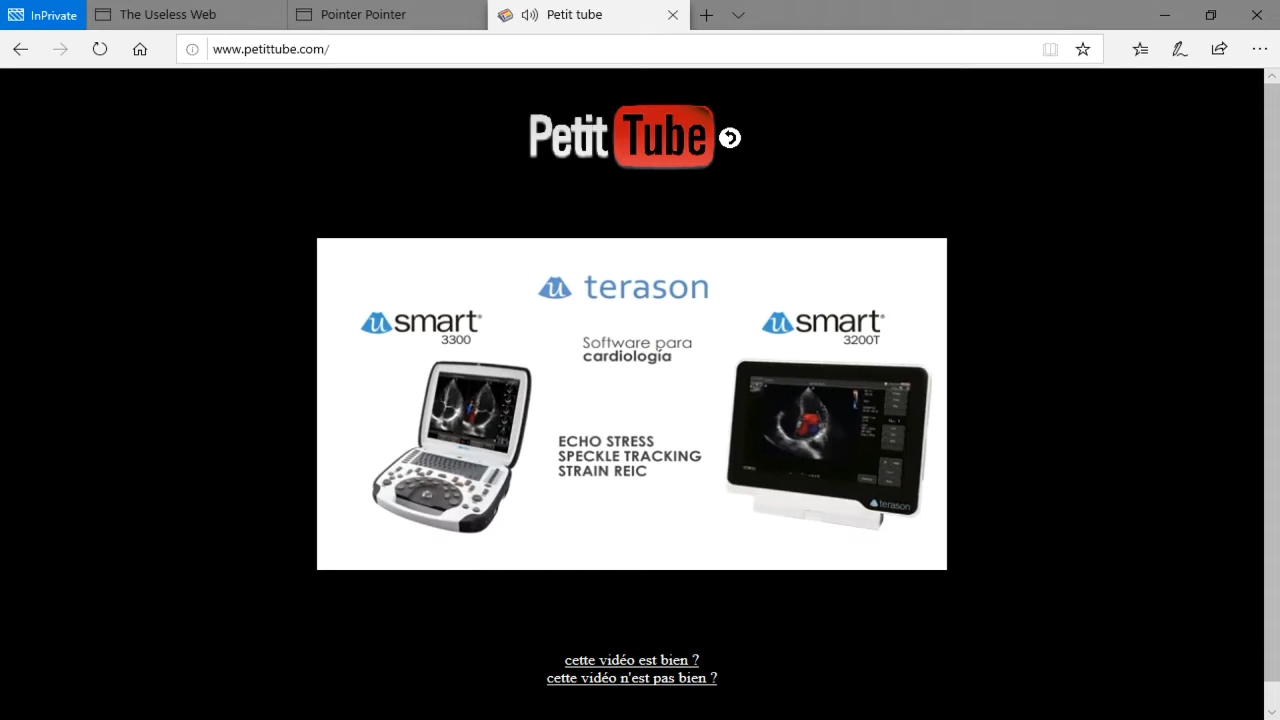 InPrivate
The Useless Web
Pointer Pointer
Petit tube
www.petittube.com/
Petit Tube
u terason
u smart®
3300
u smart®
3200T
Software para
cardiología
ECHO STRESS
SPECKLE TRACKING
STRAIN REIC
terason
cette vidéo est bien ?
cette vidéo n'est pas bien ?